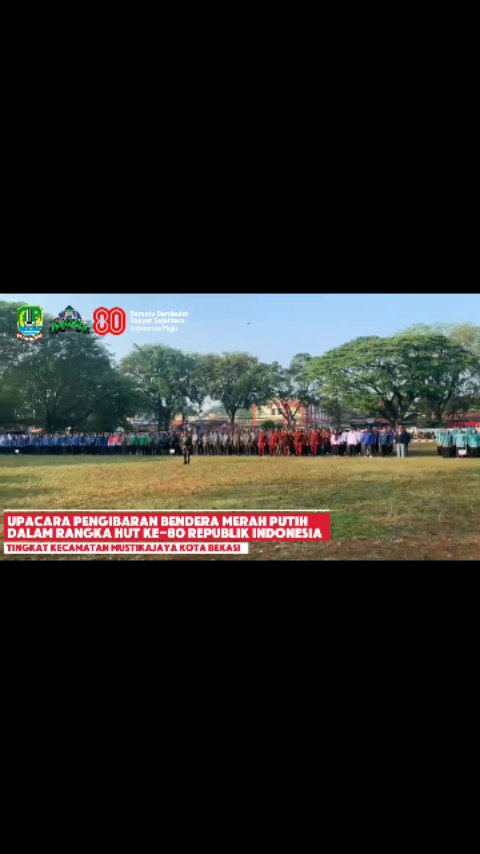 80
Bersatu Berdaulat
Rakyat Sejahtera
Indonesia Maju
UPACARA PENGIBARAN BENDERA MERAH PUTIH
DALAM RANGKA HUT KE-80 REPUBLIK INDONESIA
TINGKAT KECAMATAN MUSTIKAJAYA KOTA BEKASI